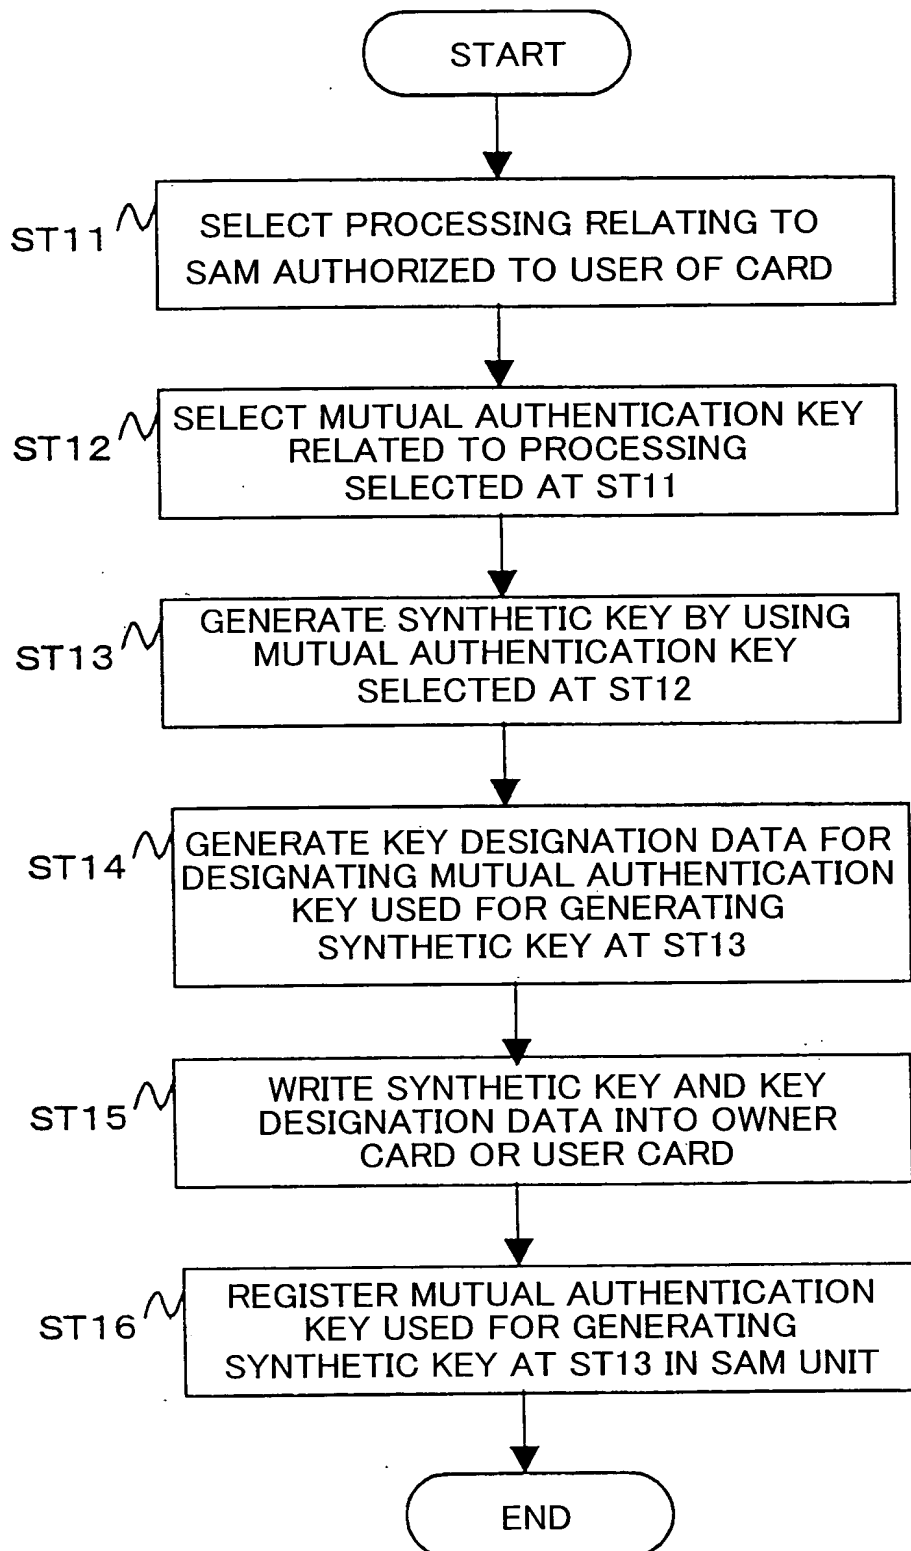 START
ST11
SELECT PROCESSING RELATING TO
SAM AUTHORIZED TO USER OF CARD
ST12
SELECT MUTUAL AUTHENTICATION KEY
RELATED TO PROCESSING
SELECTED AT ST11
ST13
GENERATE SYNTHETIC KEY BY USING
MUTUAL AUTHENTICATION KEY
SELECTED AT ST12
ST14
GENERATE KEY DESIGNATION DATA FOR
DESIGNATING MUTUAL AUTHENTICATION
KEY USED FOR GENERATING
SYNTHETIC KEY AT ST13
ST15
WRITE SYNTHETIC KEY AND KEY
DESIGNATION DATA INTO OWNER
CARD OR USER CARD
ST16
REGISTER MUTUAL AUTHENTICATION
KEY USED FOR GENERATING
SYNTHETIC KEY AT ST13 IN SAM UNIT
END